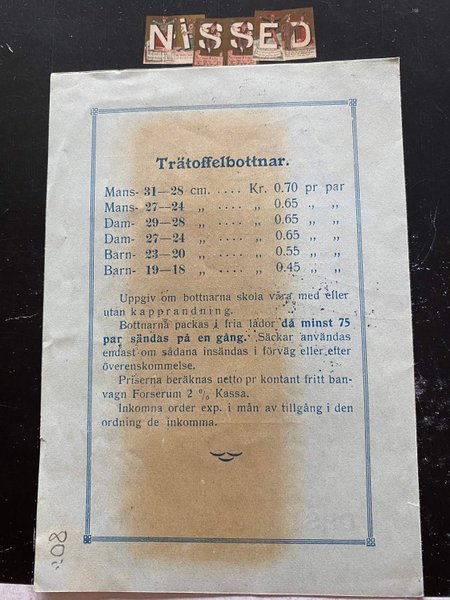 NiSSED
Trätoffelbottnar.
Mans- 31—28 cm. .... Kr. 0.70 pr par
Mans- 27—24 „ .... „ 0.65 „ „
Dam- 29—28 „ .... „ 0.65 „ „
Dam- 27—24 „ .... „ 0.65 „ „
Barn- 23—20 „ .... „ 0.55 „ „
Barn- 19—18 „ .... „ 0.45 „ „
Uppgiv om bottnarna skola vara med eller
utan kapprandning.
Bottnarna packas i fria lådor då minst 75
par sändas på en gång. Säckar användas
endast om sådana insändas i förväg eller efter
överenskommelse.
Priserna beräknas netto pr kontant fritt ban-
vagn Forserum 2 % Kassa.
Inkomna order exp. i mån av tillgång i den
ordning de inkomma.